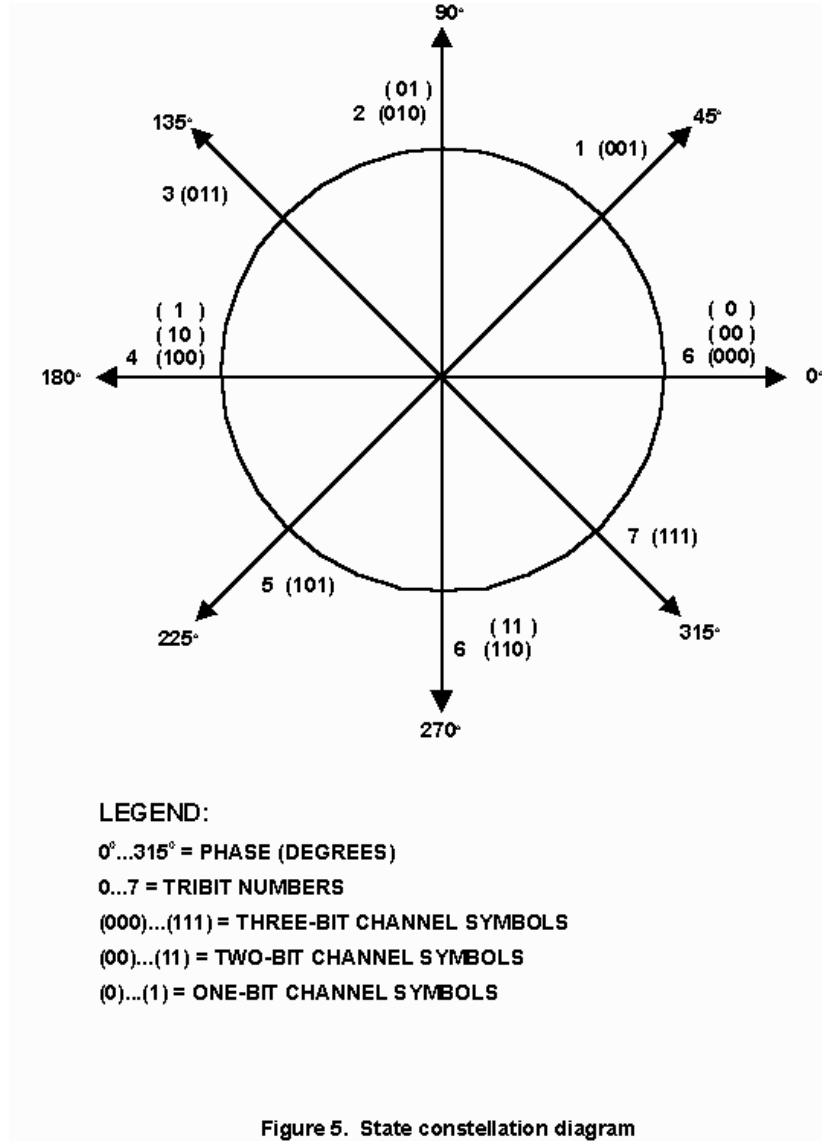 90°
( 01 )
2 (010)
135°
45°
1 (001)
3 (011)
( 1 )
( 10 )
4 (100)
( 0 )
( 00 )
6 (000)
180°
0°
7 (111)
5 (101)
( 11 )
6 (110)
225°
315°
270°
LEGEND:
0°...315° = PHASE (DEGREES)
0...7 = TRIBIT NUMBERS
(000)...(111) = THREE-BIT CHANNEL SYMBOLS
(00)...(11) = TWO-BIT CHANNEL SYMBOLS
(0)...(1) = ONE-BIT CHANNEL SYMBOLS
Figure 5. State constellation diagram